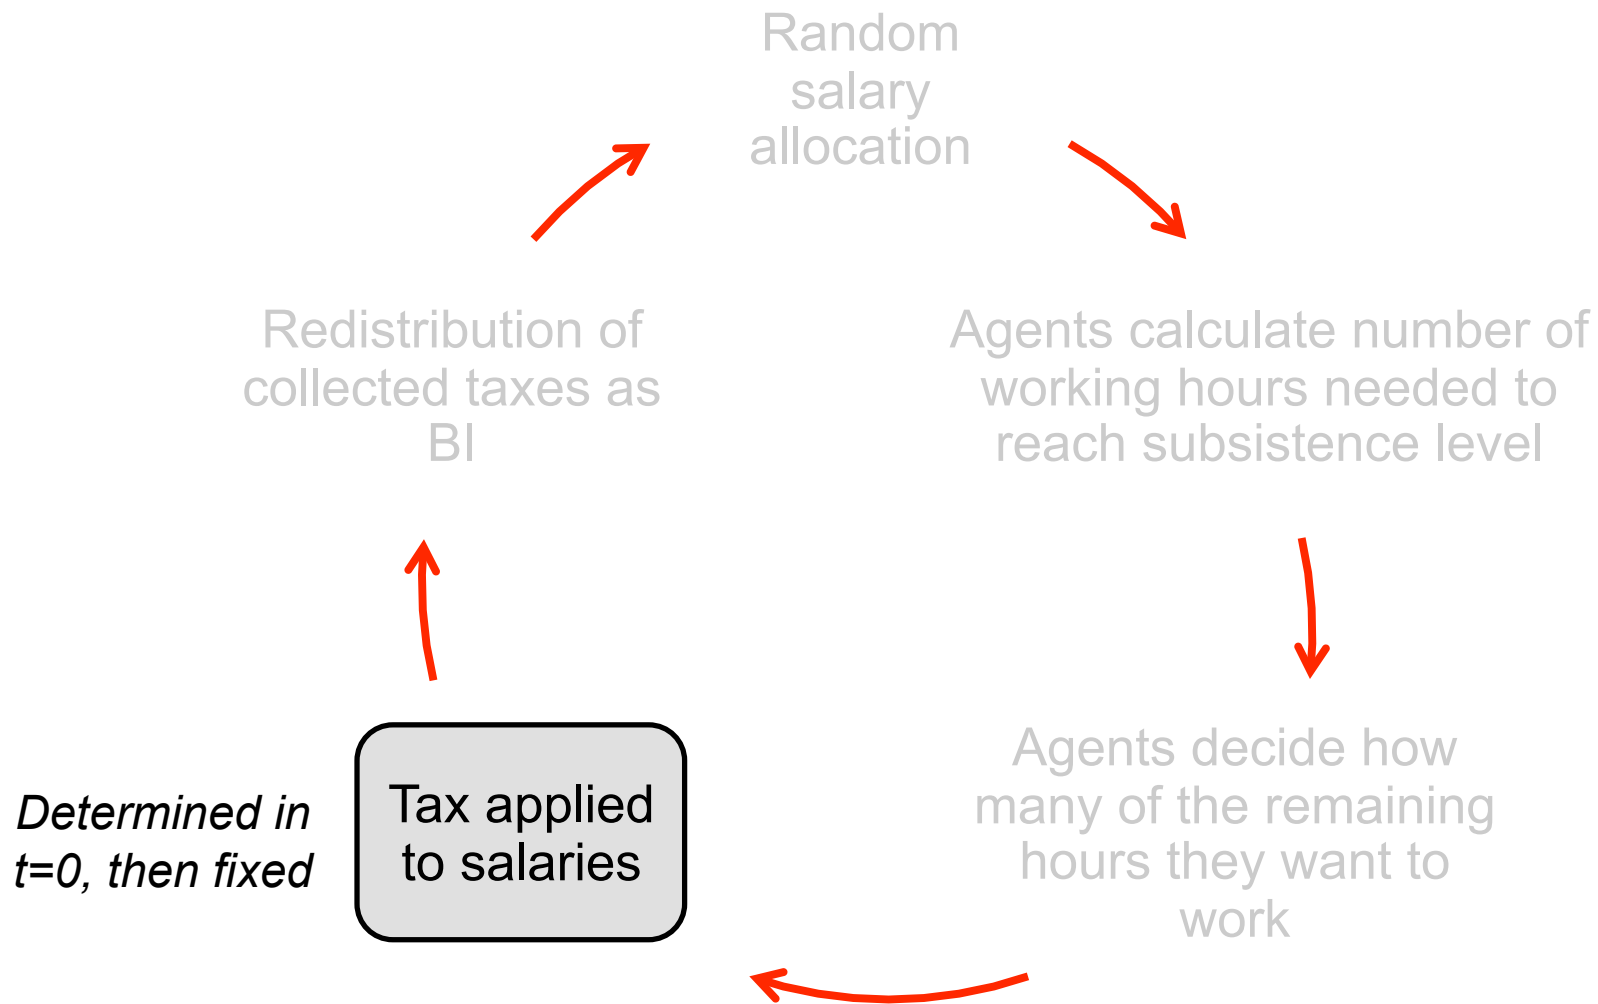 Random
salary
allocation
Redistribution of
collected taxes as
BI
Agents calculate number of
working hours needed to
reach subsistence level
Determined in
t=0, then fixed
Tax applied
to salaries
Agents decide how
many of the remaining
hours they want to
work